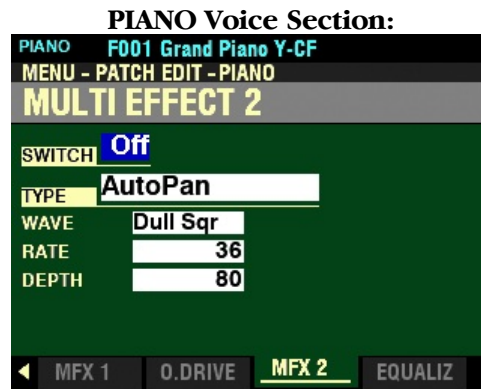 PIANO Voice Section:
PIANO F001 Grand Piano Y-CF
MENU - PATCH EDIT - PIANO
MULTI EFFECT 2
SWITCH Off
TYPE AutoPan
WAVE Dull Sqr
RATE 36
DEPTH 80
MFX 1 O.DRIVE MFX 2 EQUALIZ